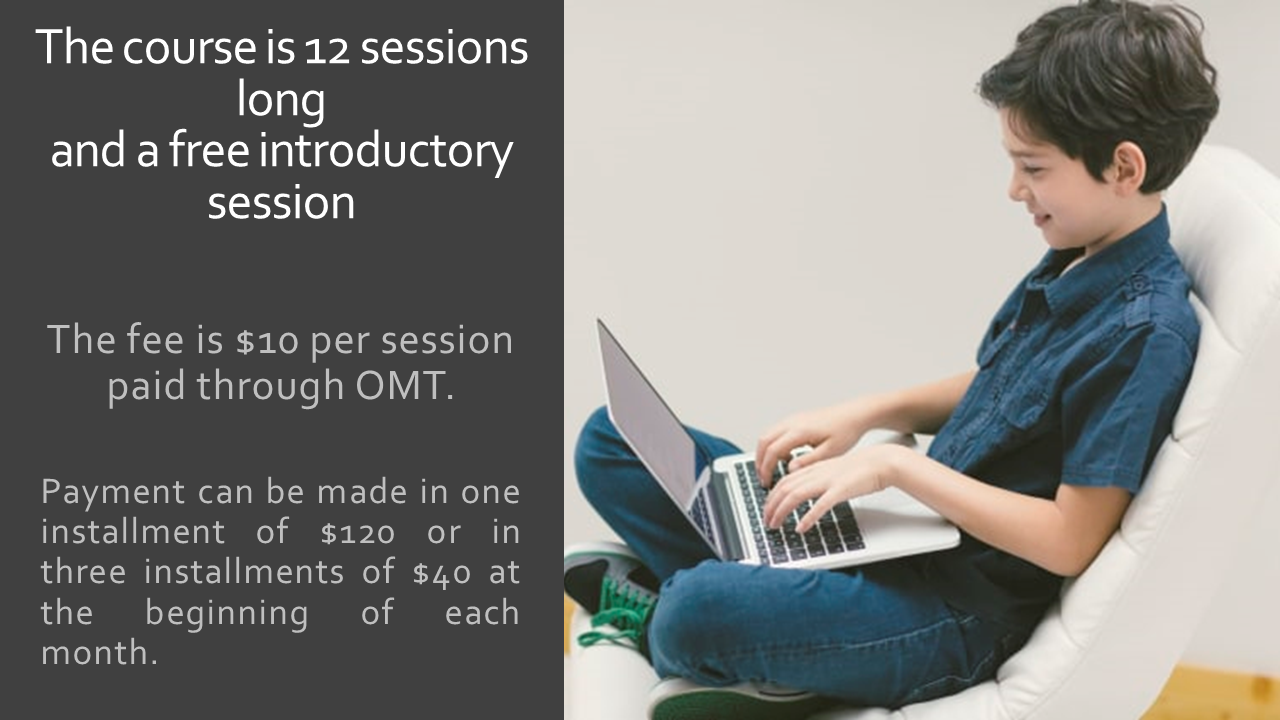 The course is 12 sessions
long
and a free introductory
session
The fee is $10 per session
paid through OMT.
Payment can be made in one
installment of $120 or in
three installments of $40 at
the beginning of each
month.